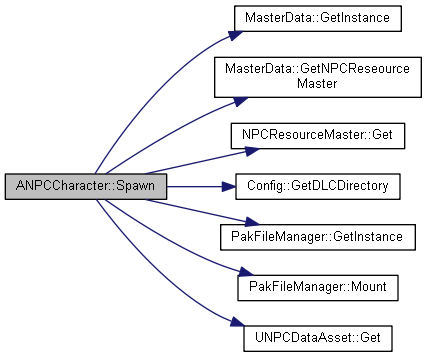 MasterData::GetInstance
MasterData::GetNPCReseource
Master
NPCResourceMaster::Get
ANPCCharacter::Spawn
Config::GetDLCDirectory
PakFileManager::GetInstance
PakFileManager::Mount
UNPCDataAsset::Get